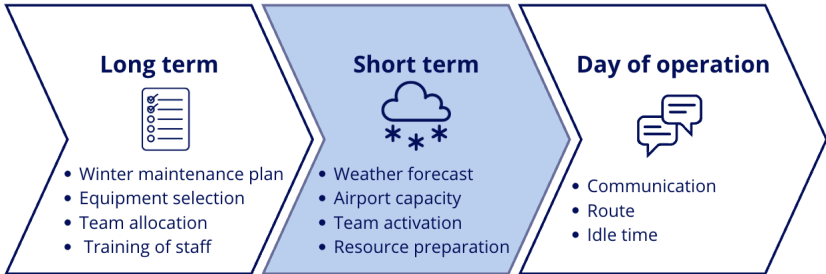 Long term
• Winter maintenance plan
• Equipment selection
• Team allocation
• Training of staff
Short term
• Weather forecast
• Airport capacity
• Team activation
• Resource preparation
Day of operation
• Communication
• Route
• Idle time